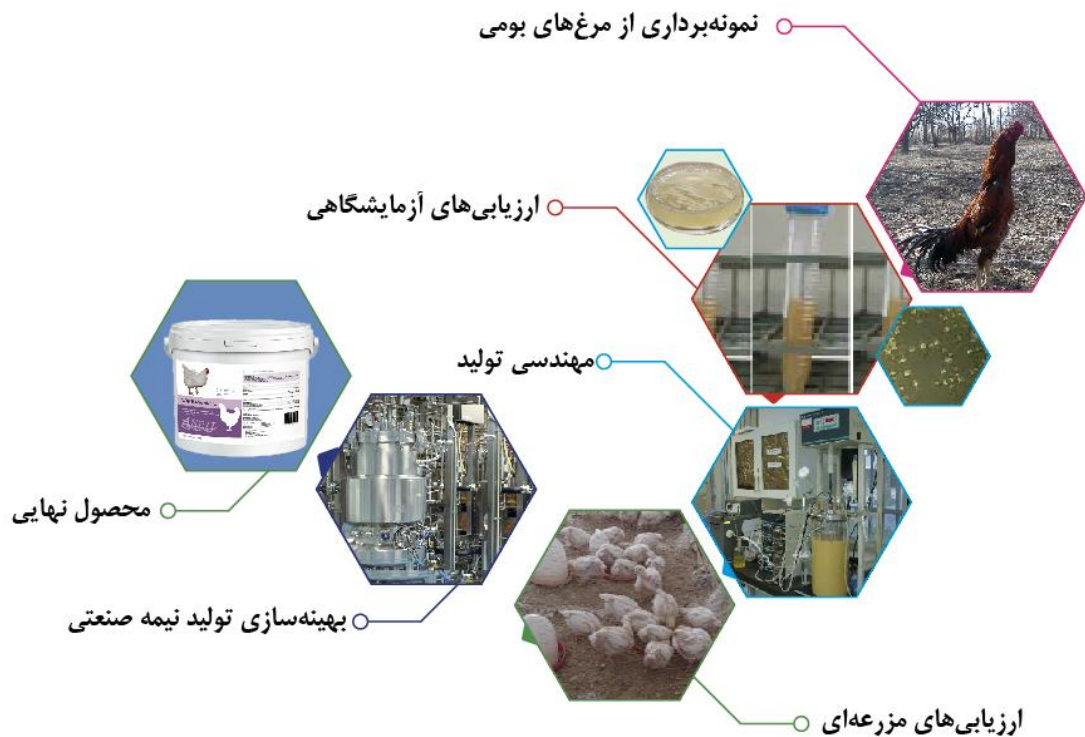 نمونه‌برداری از مرغ‌های بومی
ارزیابی‌های آزمایشگاهی
مهندسی تولید
محصول نهایی
بهینه‌سازی تولید نیمه صنعتی
ارزیابی‌های مزرعه‌ای